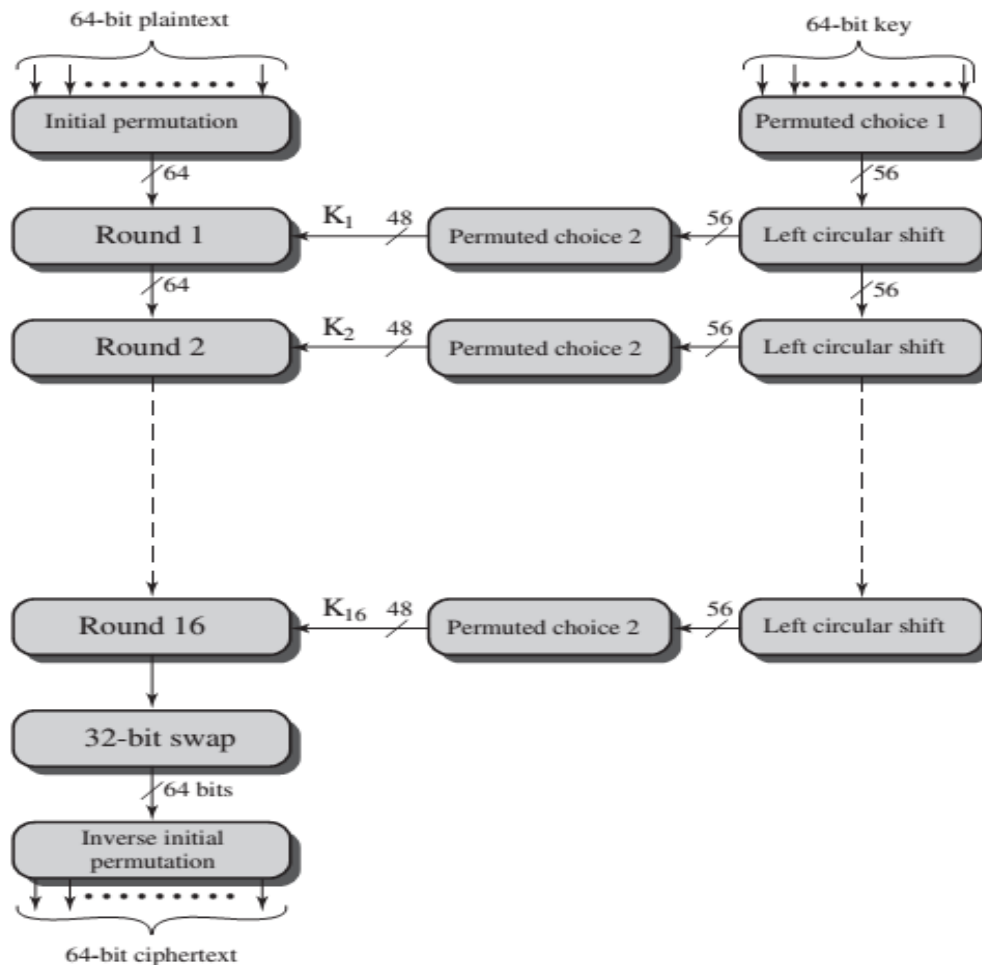 64-bit plaintext
64-bit key
Initial permutation
Permuted choice 1
64
56
Round 1
K1
48
Permuted choice 2
56
Left circular shift
64
56
Round 2
K2
48
Permuted choice 2
56
Left circular shift
Round 16
K16
48
Permuted choice 2
56
Left circular shift
32-bit swap
64 bits
Inverse initial
permutation
64-bit ciphertext